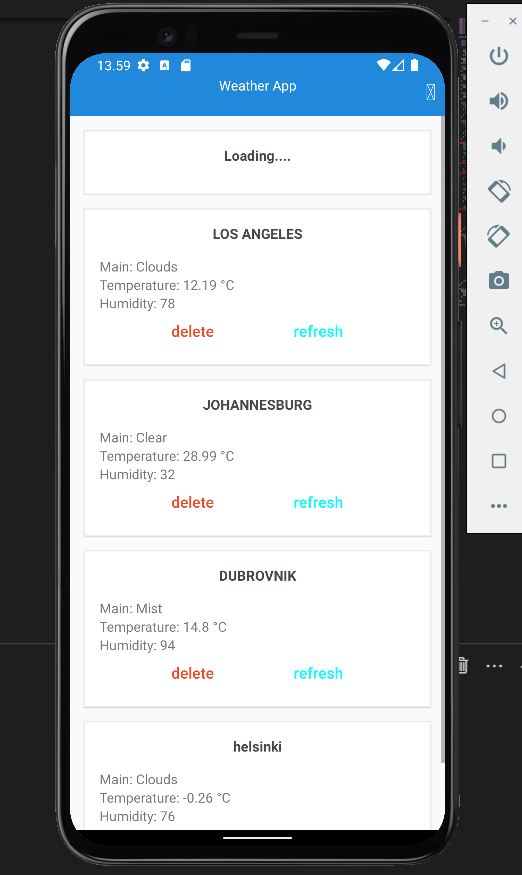 13.59
Weather App
Loading....
LOS ANGELES
Main: Clouds
Temperature: 12.19 °C
Humidity: 78
delete refresh
JOHANNESBURG
Main: Clear
Temperature: 28.99 °C
Humidity: 32
delete refresh
DUBROVNIK
Main: Mist
Temperature: 14.8 °C
Humidity: 94
delete refresh
helsinki
Main: Clouds
Temperature: -0.26 °C
Humidity: 76